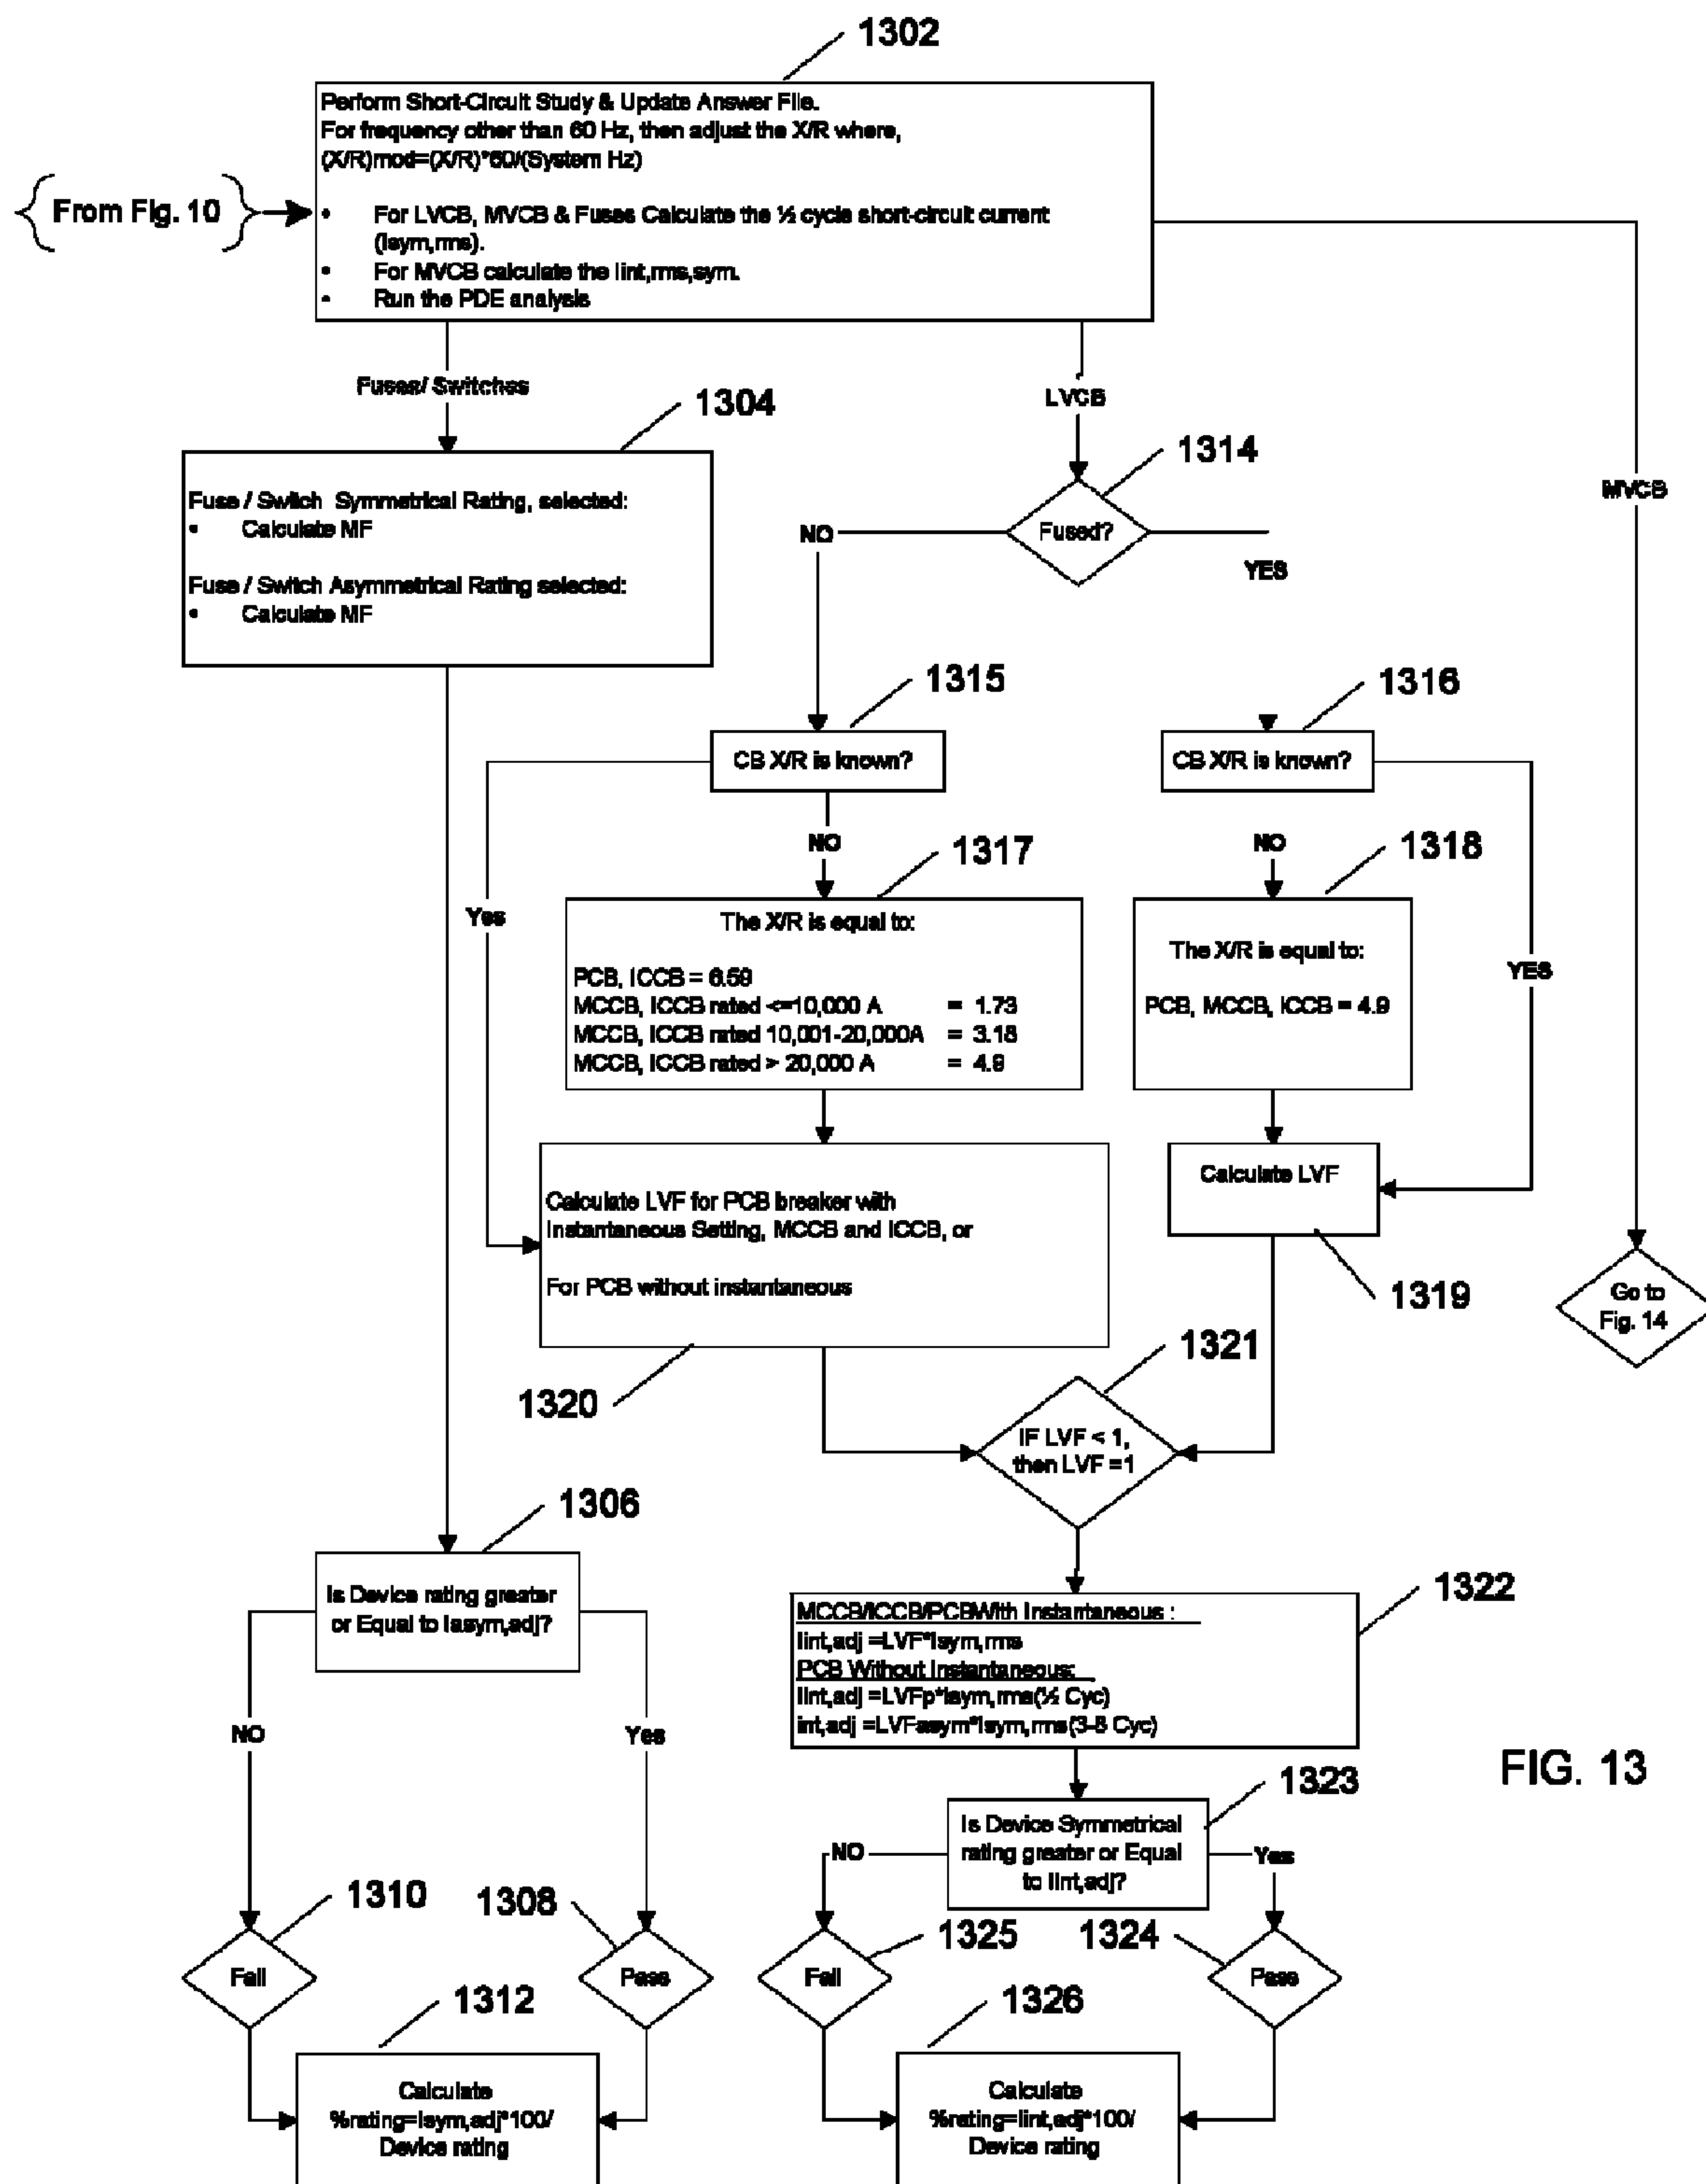 1302
Perform Short-Circuit Study & Update Answer File.
For frequency other than 60 Hz, then adjust the X/R where,
(X/R)mod=(X/R)*60/(System Hz)
• For LVCB, MVCB & Fuses Calculate the ½ cycle short-circuit current
(Isym,rms).
• For MVCB calculate the Iint,rms,sym.
• Run the PDE analysis
From Fig. 10
Fuses/ Switches
LVCB
MVCB
1304
Fuse / Switch Symmetrical Rating, selected:
• Calculate MF
Fuse / Switch Asymmetrical Rating selected:
• Calculate MF
1314
Fused?
NO
YES
1315
CB X/R is known?
1316
CB X/R is known?
Yes
NO
NO
YES
1317
The X/R is equal to:
PCB, ICCB = 6.59
MCCB, ICCB rated <=10,000 A = 1.73
MCCB, ICCB rated 10,001-20,000A = 3.18
MCCB, ICCB rated > 20,000 A = 4.9
1318
The X/R is equal to:
PCB, MCCB, ICCB = 4.9
Calculate LVF for PCB breaker with
Instantaneous Setting, MCCB and ICCB, or
For PCB without instantaneous
1320
Calculate LVF
1319
Go to
Fig. 14
1321
IF LVF < 1,
then LVF =1
1306
Is Device rating greater
or Equal to Iasym,adj?
NO
Yes
1322
MCCB/ICCB/PCBWith Instantaneous :
Iint,adj =LVF*Isym,rms
PCB Without Instantaneous:
Iint,adj =LVFp*Isym,rms(½ Cyc)
int,adj =LVFasym*Isym,rms(3-8 Cyc)
FIG. 13
1323
Is Device Symmetrical
rating greater or Equal
to Iint,adj?
NO
Yes
1310
Fail
1308
Pass
1325
Fail
1324
Pass
1312
Calculate
%rating=Isym,adj*100/
Device rating
1326
Calculate
%rating=Iint,adj*100/
Device rating